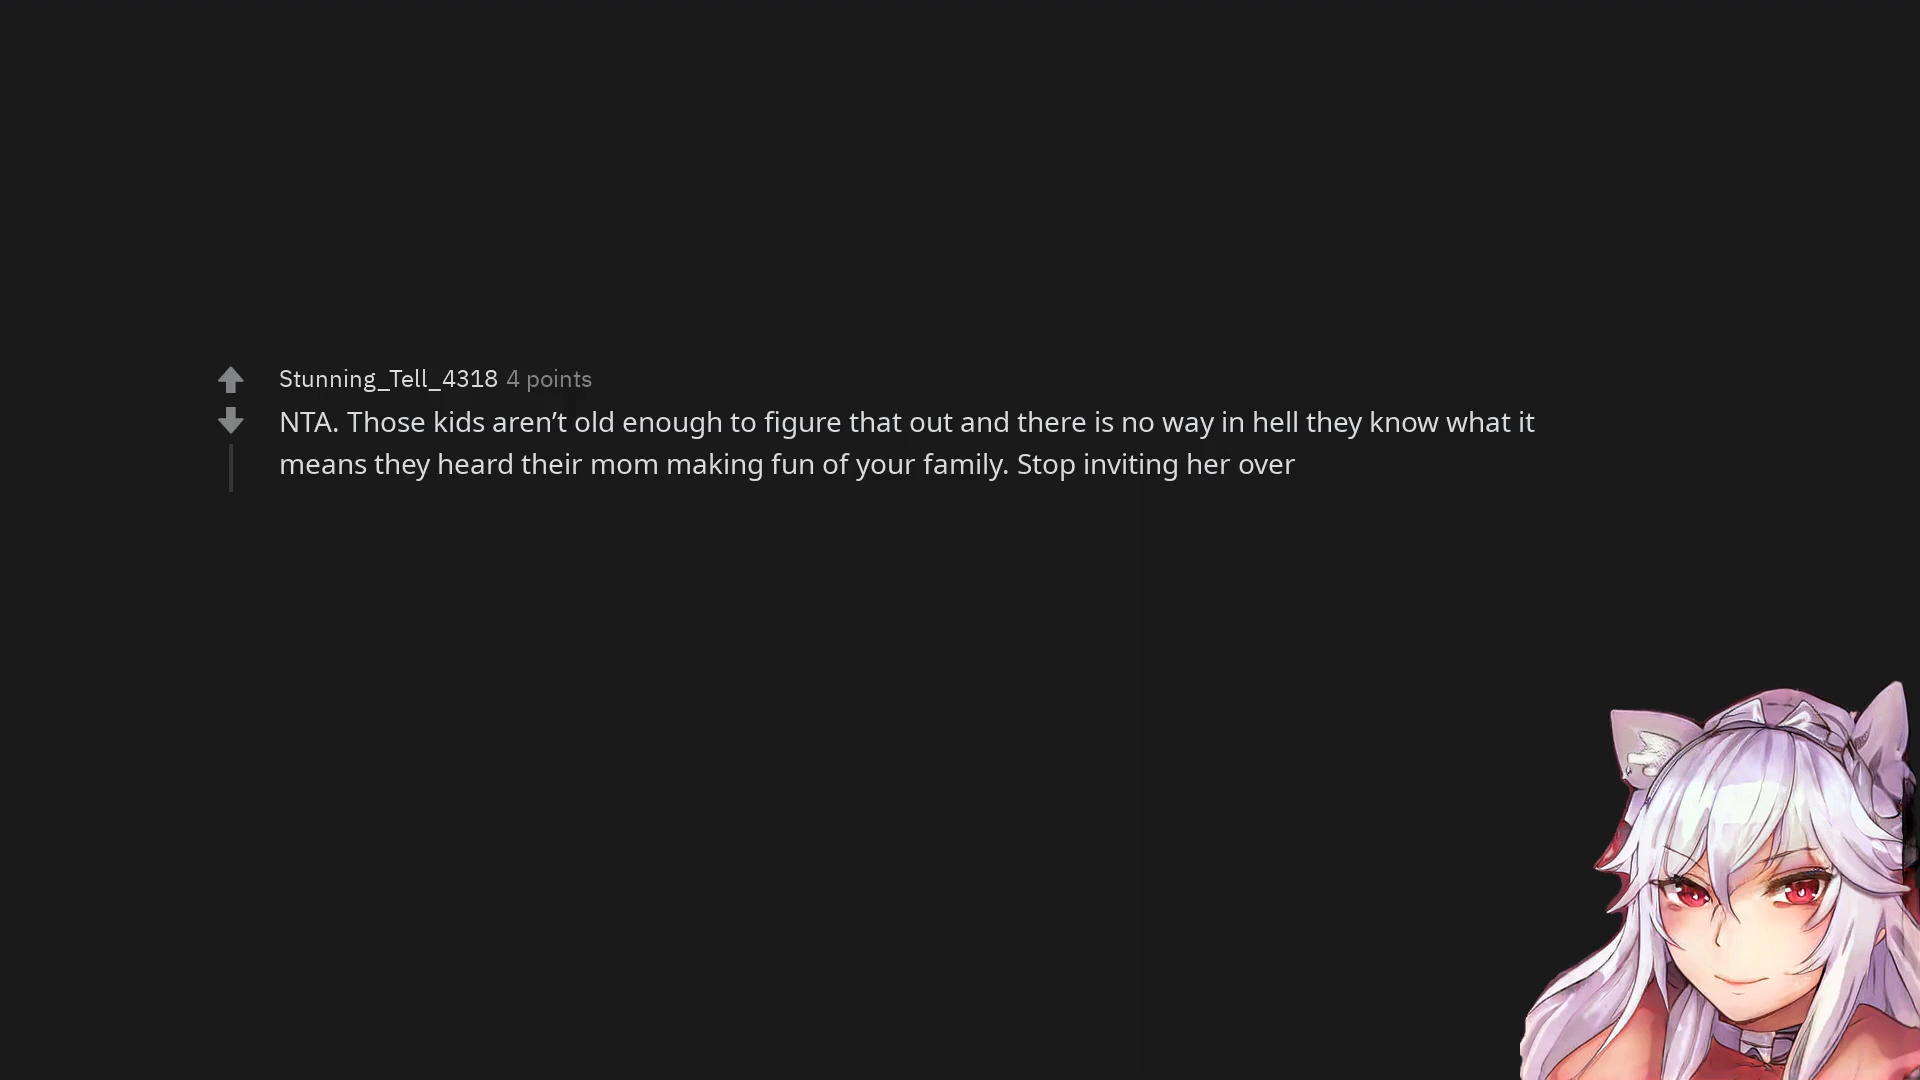 Stunning_Tell_4318 4 points
NTA. Those kids aren’t old enough to figure that out and there is no way in hell they know what it
means they heard their mom making fun of your family. Stop inviting her over